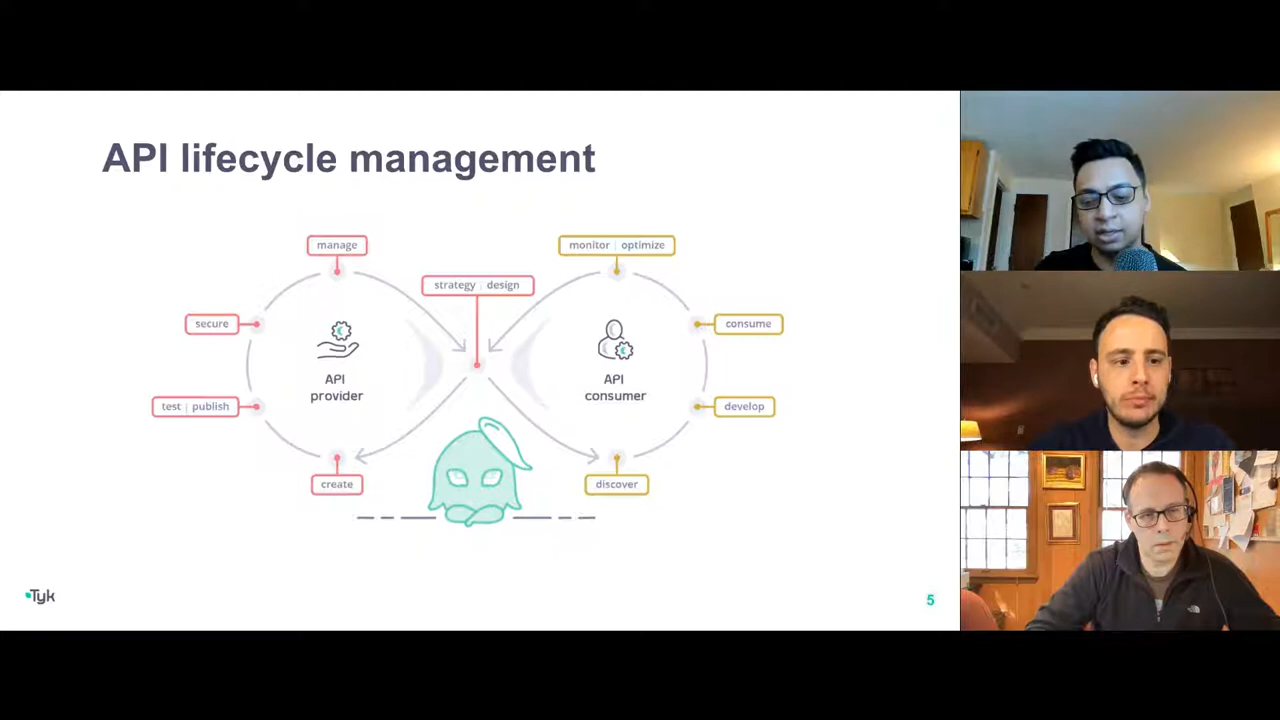 API lifecycle management
manage
monitor | optimize
strategy | design
secure
consume
API
provider
API
consumer
test | publish
develop
create
discover
Tyk
5